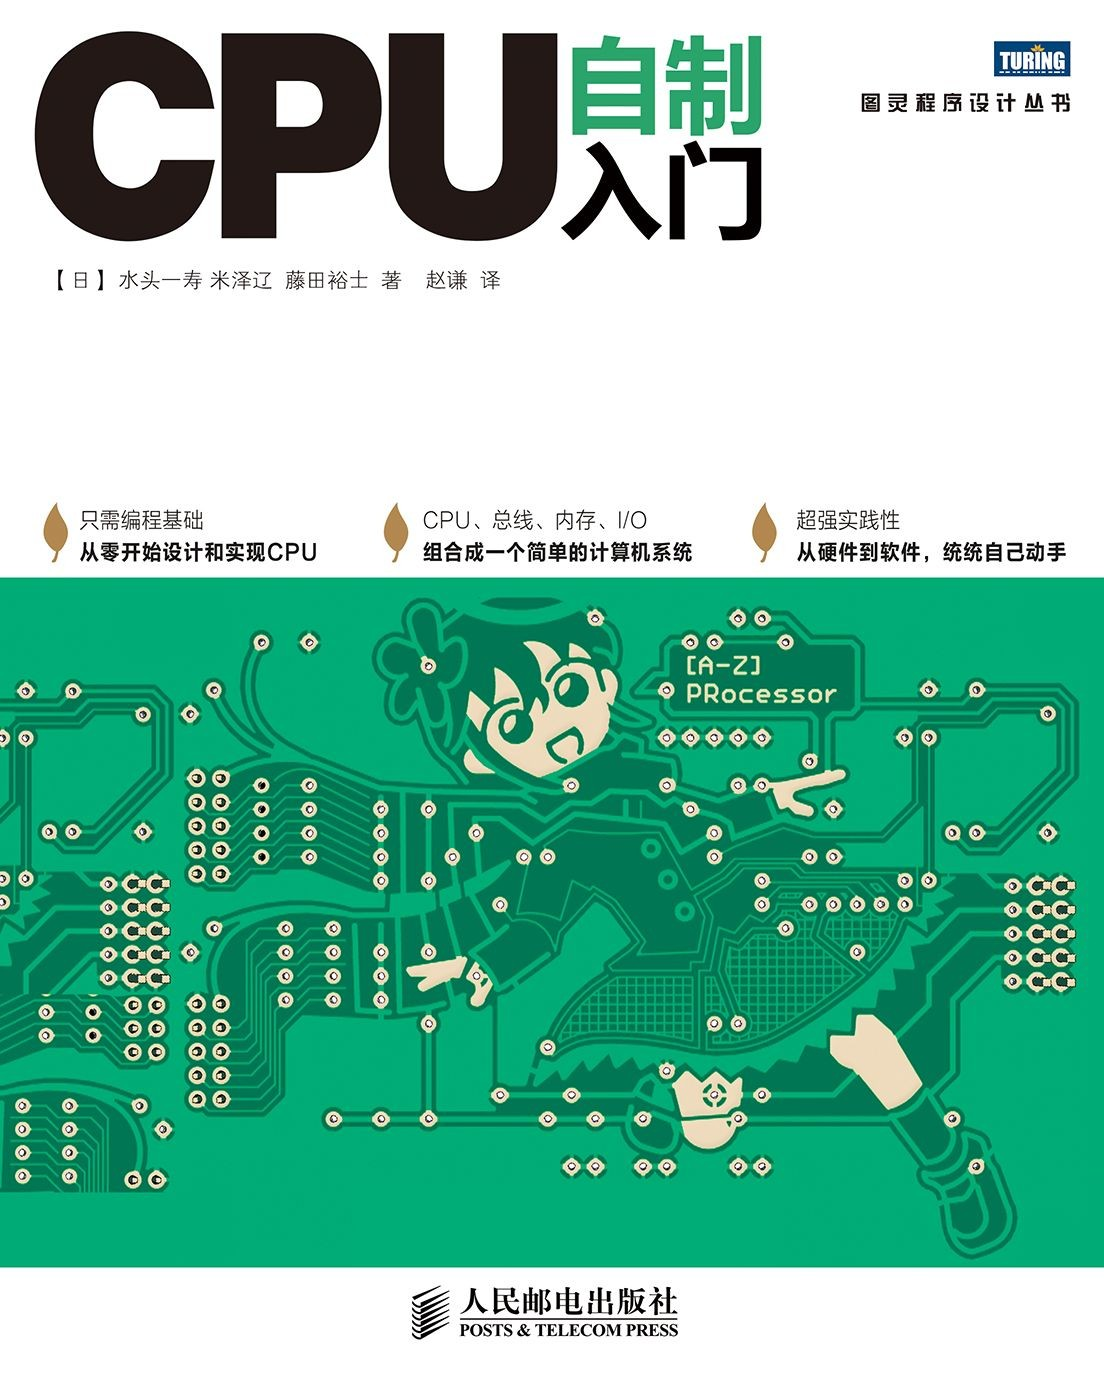 CPU自制
入门
TURING
图灵程序设计丛书
【日】水头一寿 米泽辽 藤田裕士 著 赵谦 译
只需编程基础
从零开始设计和实现CPU
CPU、总线、内存、I/O
组合成一个简单的计算机系统
超强实践性
从硬件到软件，统统自己动手
[A-Z]
PRocessor
人民邮电出版社
POSTS & TELECOM PRESS